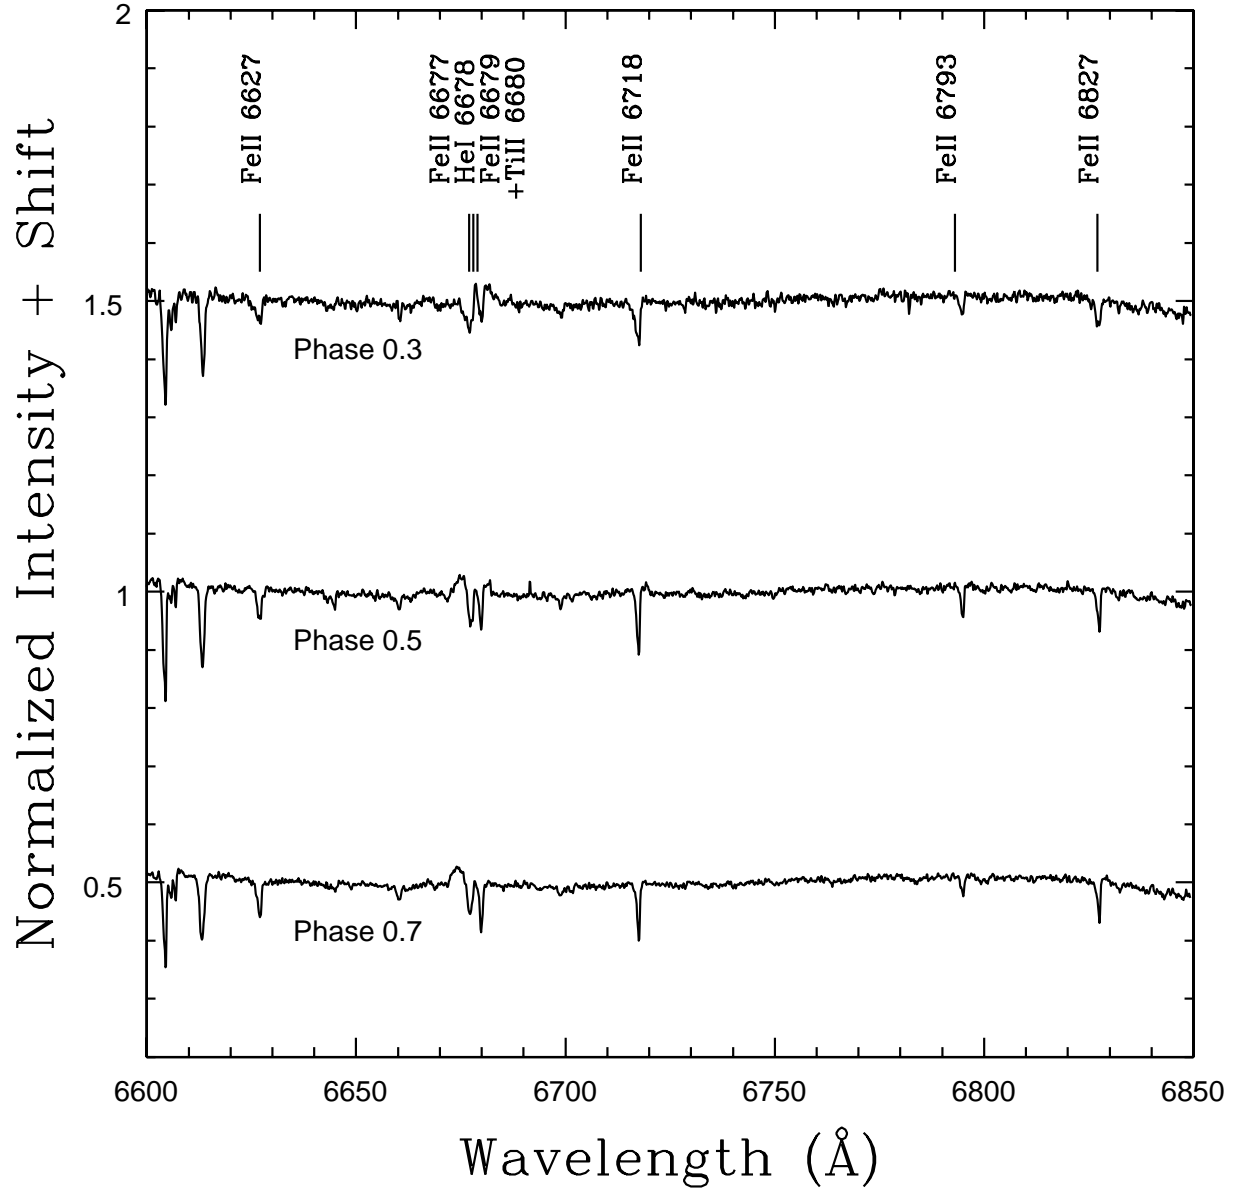 Normalized Intensity + Shift
2
1.5
1
0.5
FeII 6627
FeII 6677
HeI 6678
FeII 6679
+TiII 6680
FeII 6718
FeII 6793
FeII 6827
Phase 0.3
Phase 0.5
Phase 0.7
6600 6650 6700 6750 6800 6850
Wavelength (Å)